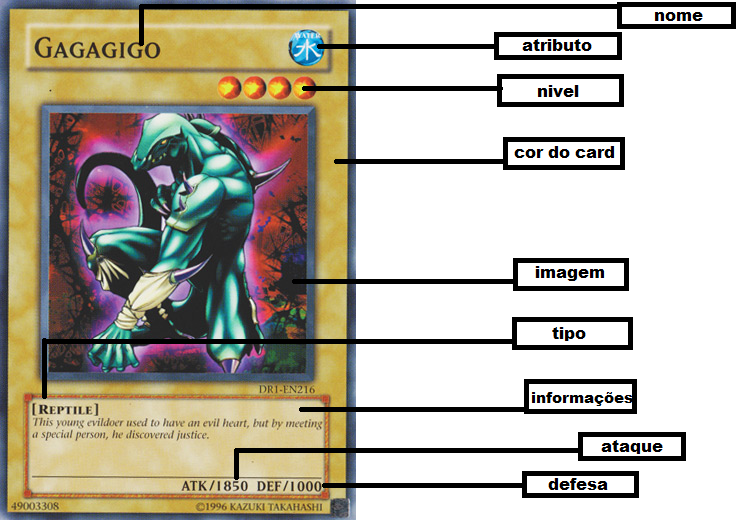 nome
GAGAGIGO
WATER
水
atributo
nivel
cor do card
imagem
tipo
DR1-EN216
informações
[REPTILE]
This young evildoer used to have an evil heart, but by meeting
a special person, he discovered justice.
ataque
ATK/1850 DEF/1000
defesa
49003308
©1996 KAZUKI TAKAHASHI